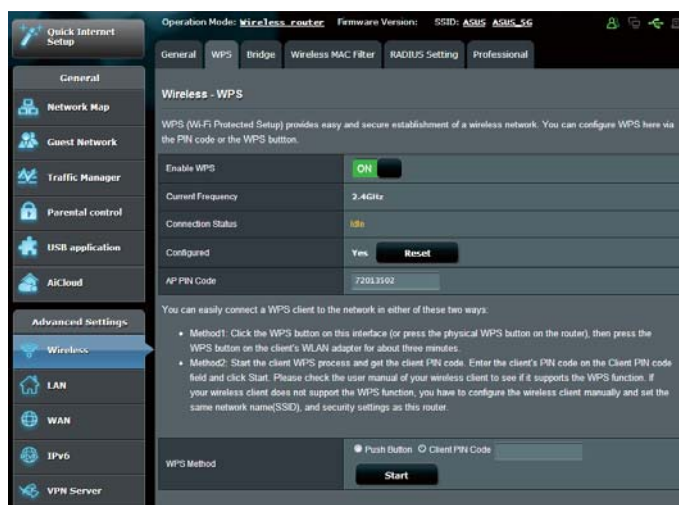 Quick Internet
Setup
Operation Mode: Wireless router Firmware Version: SSID: ASUS ASUS_5G
General WPS Bridge Wireless MAC Filter RADIUS Setting Professional
General
Network Map
Guest Network
Traffic Manager
Parental control
USB application
AiCloud
Advanced Settings
Wireless
LAN
WAN
IPv6
VPN Server
Wireless - WPS
WPS (Wi-Fi Protected Setup) provides easy and secure establishment of a wireless network. You can configure WPS here via
the PIN code or the WPS buttton.
Enable WPS ON
Current Frequency 2.4GHz
Connection Status Idle
Configured Yes Reset
AP PIN Code 72013502
You can easily connect a WPS client to the network in either of these two ways:
• Method1: Click the WPS button on this interface (or press the physical WPS button on the router), then press the
WPS button on the client's WLAN adapter for about three minutes.
• Method2: Start the client WPS process and get the client PIN code. Enter the client's PIN code on the Client PIN code
field and click Start. Please check the user manual of your wireless client to see if it supports the WPS function. If
your wireless client does not support the WPS function, you have to configure the wireless client manually and set the
same network name(SSID), and security settings as this router.
WPS Method Push Button Client PIN Code
Start